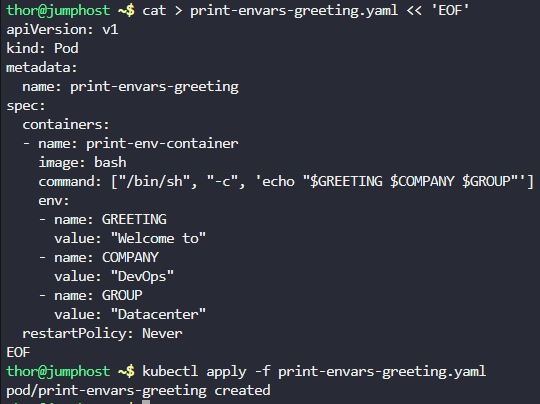 thor@jumphost ~$ cat > print-envars-greeting.yaml << 'EOF'
apiVersion: v1
kind: Pod
metadata:
  name: print-envars-greeting
spec:
  containers:
  - name: print-env-container
    image: bash
    command: ["/bin/sh", "-c", 'echo "$GREETING $COMPANY $GROUP"']
    env:
    - name: GREETING
      value: "Welcome to"
    - name: COMPANY
      value: "DevOps"
    - name: GROUP
      value: "Datacenter"
  restartPolicy: Never
EOF
thor@jumphost ~$ kubectl apply -f print-envars-greeting.yaml
pod/print-envars-greeting created